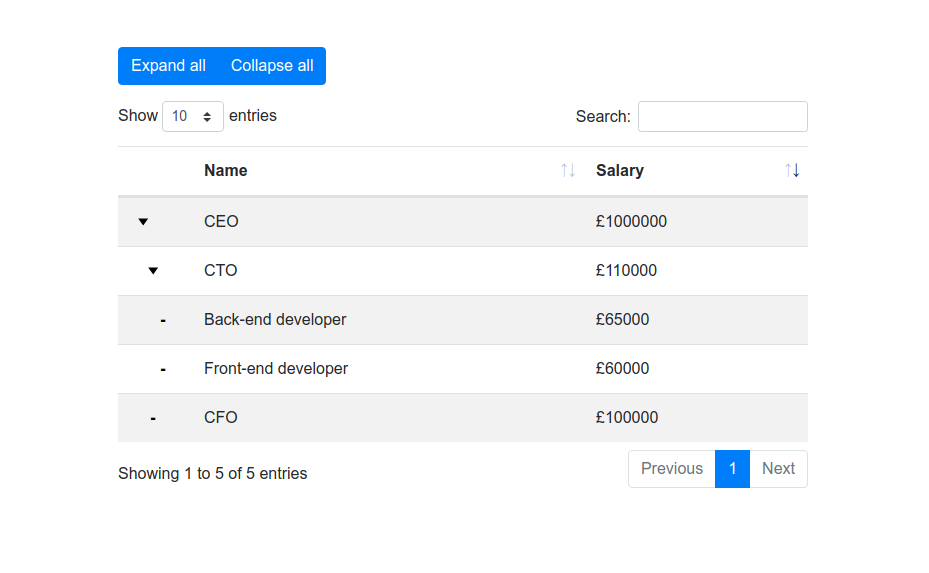 Expand all Collapse all
Show 10 entries Search:
Name Salary
CEO £1000000
CTO £110000
- Back-end developer £65000
- Front-end developer £60000
- CFO £100000
Showing 1 to 5 of 5 entries Previous 1 Next